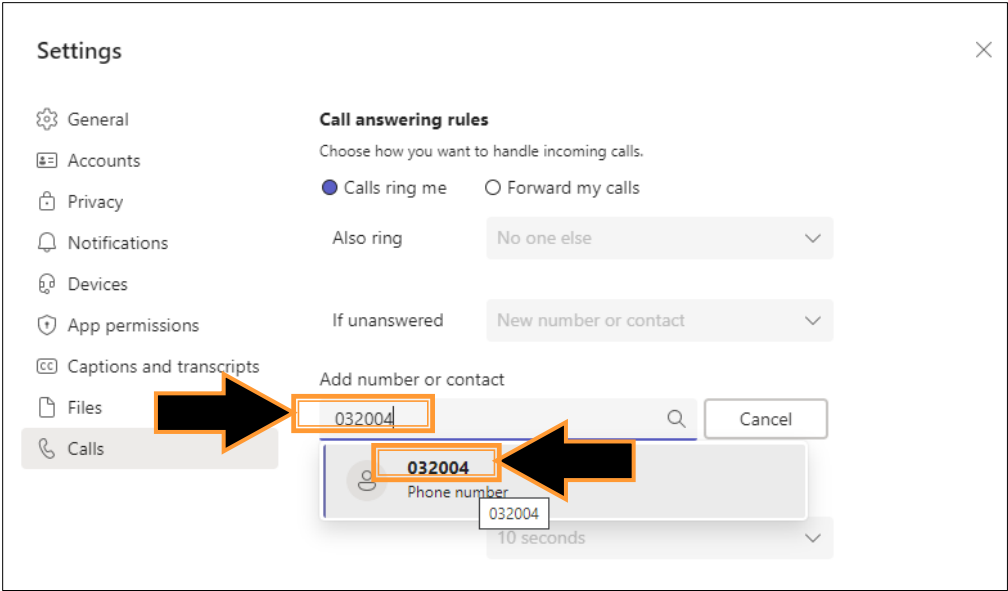 Settings
General
Accounts
Privacy
Notifications
Devices
App permissions
CC Captions and transcripts
Files
Calls
Call answering rules
Choose how you want to handle incoming calls.
Calls ring me Forward my calls
Also ring No one else
If unanswered New number or contact
Add number or contact
032004 Cancel
032004
Phone number
032004
10 seconds